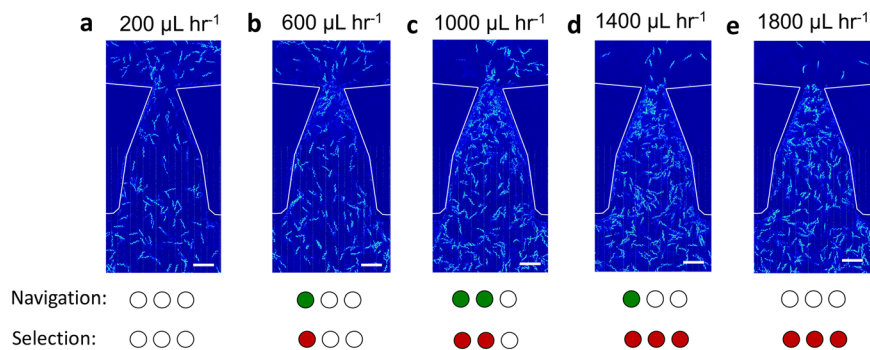 a 200 µL hr⁻¹ b 600 µL hr⁻¹ c 1000 µL hr⁻¹ d 1400 µL hr⁻¹ e 1800 µL hr⁻¹
Navigation:
Selection: